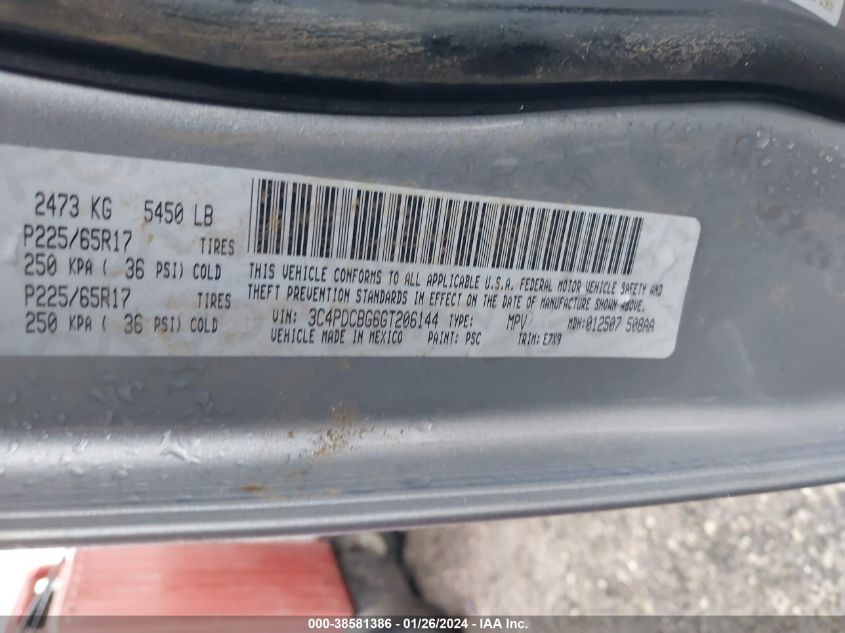 2473 KG 5450 LB
P225/65R17 TIRES
250 KPA ( 36 PSI) COLD
P225/65R17 TIRES
250 KPA ( 36 PSI) COLD
THIS VEHICLE CONFORMS TO ALL APPLICABLE U.S.A. FEDERAL MOTOR VEHICLE SAFETY AND
THEFT PREVENTION STANDARDS IN EFFECT ON THE DATE OF MANUFACTURE SHOWN ABOVE.
VIN: 3C4PDCBG6GT206144 TYPE: MPV MDH:012507 508AA
VEHICLE MADE IN MEXICO PAINT: PSC TRIM: E7X9
000-38581386 - 01/26/2024 - IAA Inc.